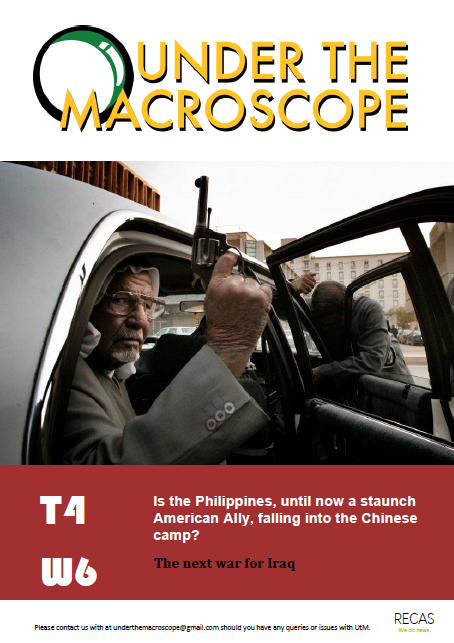 UNDER THE
MACROSCOPE
T4
W6
Is the Philippines, until now a staunch
American Ally, falling into the Chinese
camp?
The next war for Iraq
Please contact us with at underthemacroscope@gmail.com should you have any queries or issues with UtM.
RECAS
We do news.